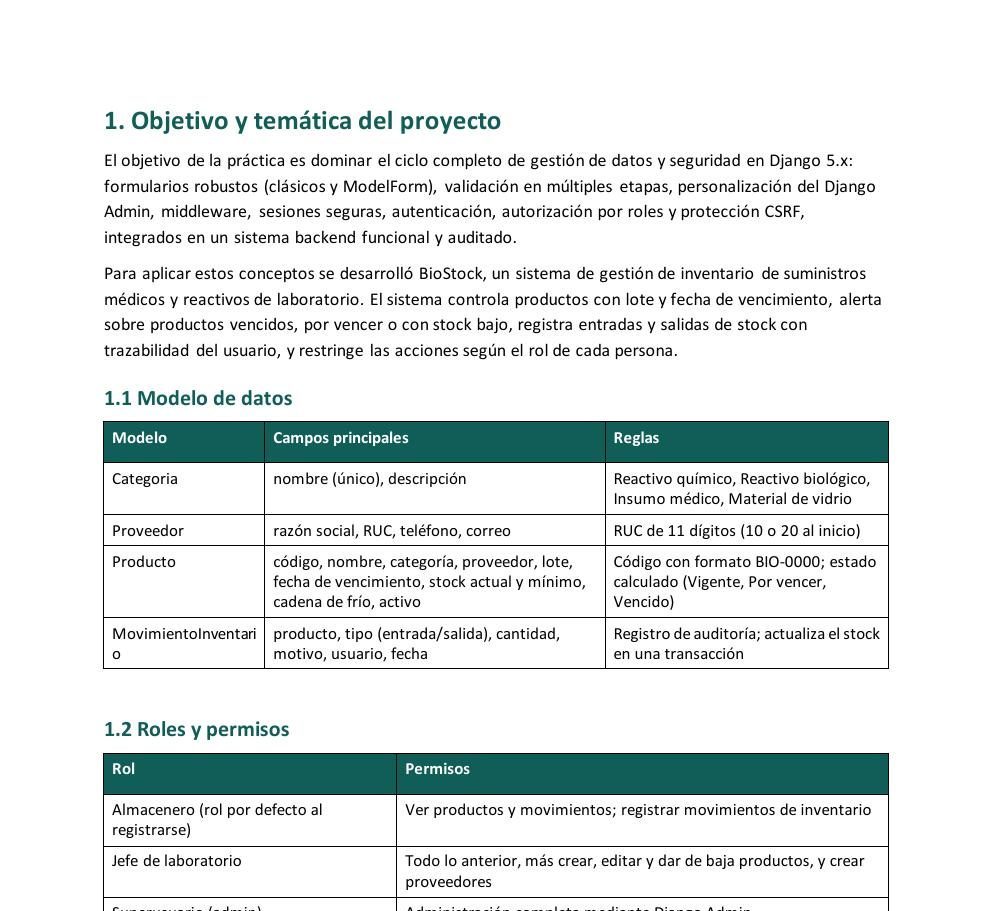 1. Objetivo y temática del proyecto
El objetivo de la práctica es dominar el ciclo completo de gestión de datos y seguridad en Django 5.x:
formularios robustos (clásicos y ModelForm), validación en múltiples etapas, personalización del Django
Admin, middleware, sesiones seguras, autenticación, autorización por roles y protección CSRF,
integrados en un sistema backend funcional y auditado.
Para aplicar estos conceptos se desarrolló BioStock, un sistema de gestión de inventario de suministros
médicos y reactivos de laboratorio. El sistema controla productos con lote y fecha de vencimiento, alerta
sobre productos vencidos, por vencer o con stock bajo, registra entradas y salidas de stock con
trazabilidad del usuario, y restringe las acciones según el rol de cada persona.
1.1 Modelo de datos
Modelo Campos principales Reglas
Categoria nombre (único), descripción Reactivo químico, Reactivo biológico,
Insumo médico, Material de vidrio
Proveedor razón social, RUC, teléfono, correo RUC de 11 dígitos (10 o 20 al inicio)
Producto código, nombre, categoría, proveedor, lote, Código con formato BIO-0000; estado
fecha de vencimiento, stock actual y mínimo, calculado (Vigente, Por vencer,
cadena de frío, activo Vencido)
MovimientoInventari producto, tipo (entrada/salida), cantidad, Registro de auditoría; actualiza el stock
o motivo, usuario, fecha en una transacción
1.2 Roles y permisos
Rol Permisos
Almacenero (rol por defecto al Ver productos y movimientos; registrar movimientos de inventario
registrarse)
Jefe de laboratorio Todo lo anterior, más crear, editar y dar de baja productos, y crear
proveedores